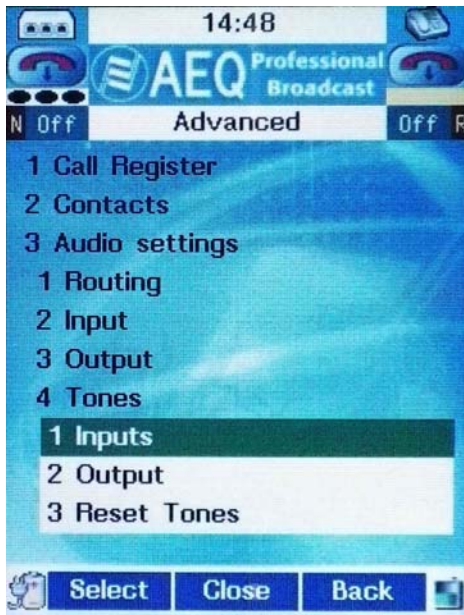 14:48
AEQ Professional Broadcast
N Off Advanced Off R
1 Call Register
2 Contacts
3 Audio settings
1 Routing
2 Input
3 Output
4 Tones
1 Inputs
2 Output
3 Reset Tones
Select Close Back